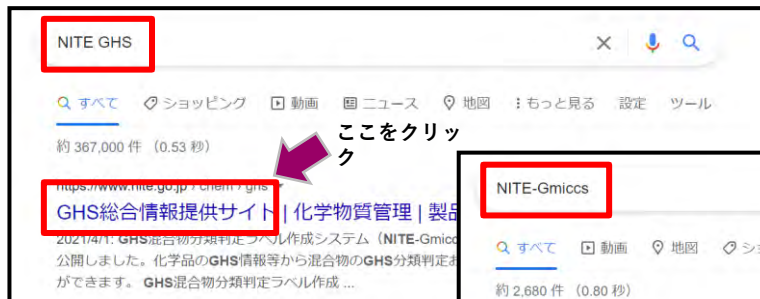 NITE GHS
すべて ショッピング 動画 ニュース 地図 もっと見る 設定 ツール
約 367,000 件 （0.53 秒）
ここをクリッ
ク
https://www.nite.go.jp › chem › ghs
GHS総合情報提供サイト | 化学物質管理 | 製品
2021/4/1: GHS混合物分類判定ラベル作成システム（NITE-Gmicc
公開しました。化学品のGHS情報等から混合物のGHS分類判定お
ができます。 GHS混合物分類判定ラベル作成 ...
NITE-Gmiccs
すべて 動画 地図 ショ
約 2,680 件 （0.80 秒）